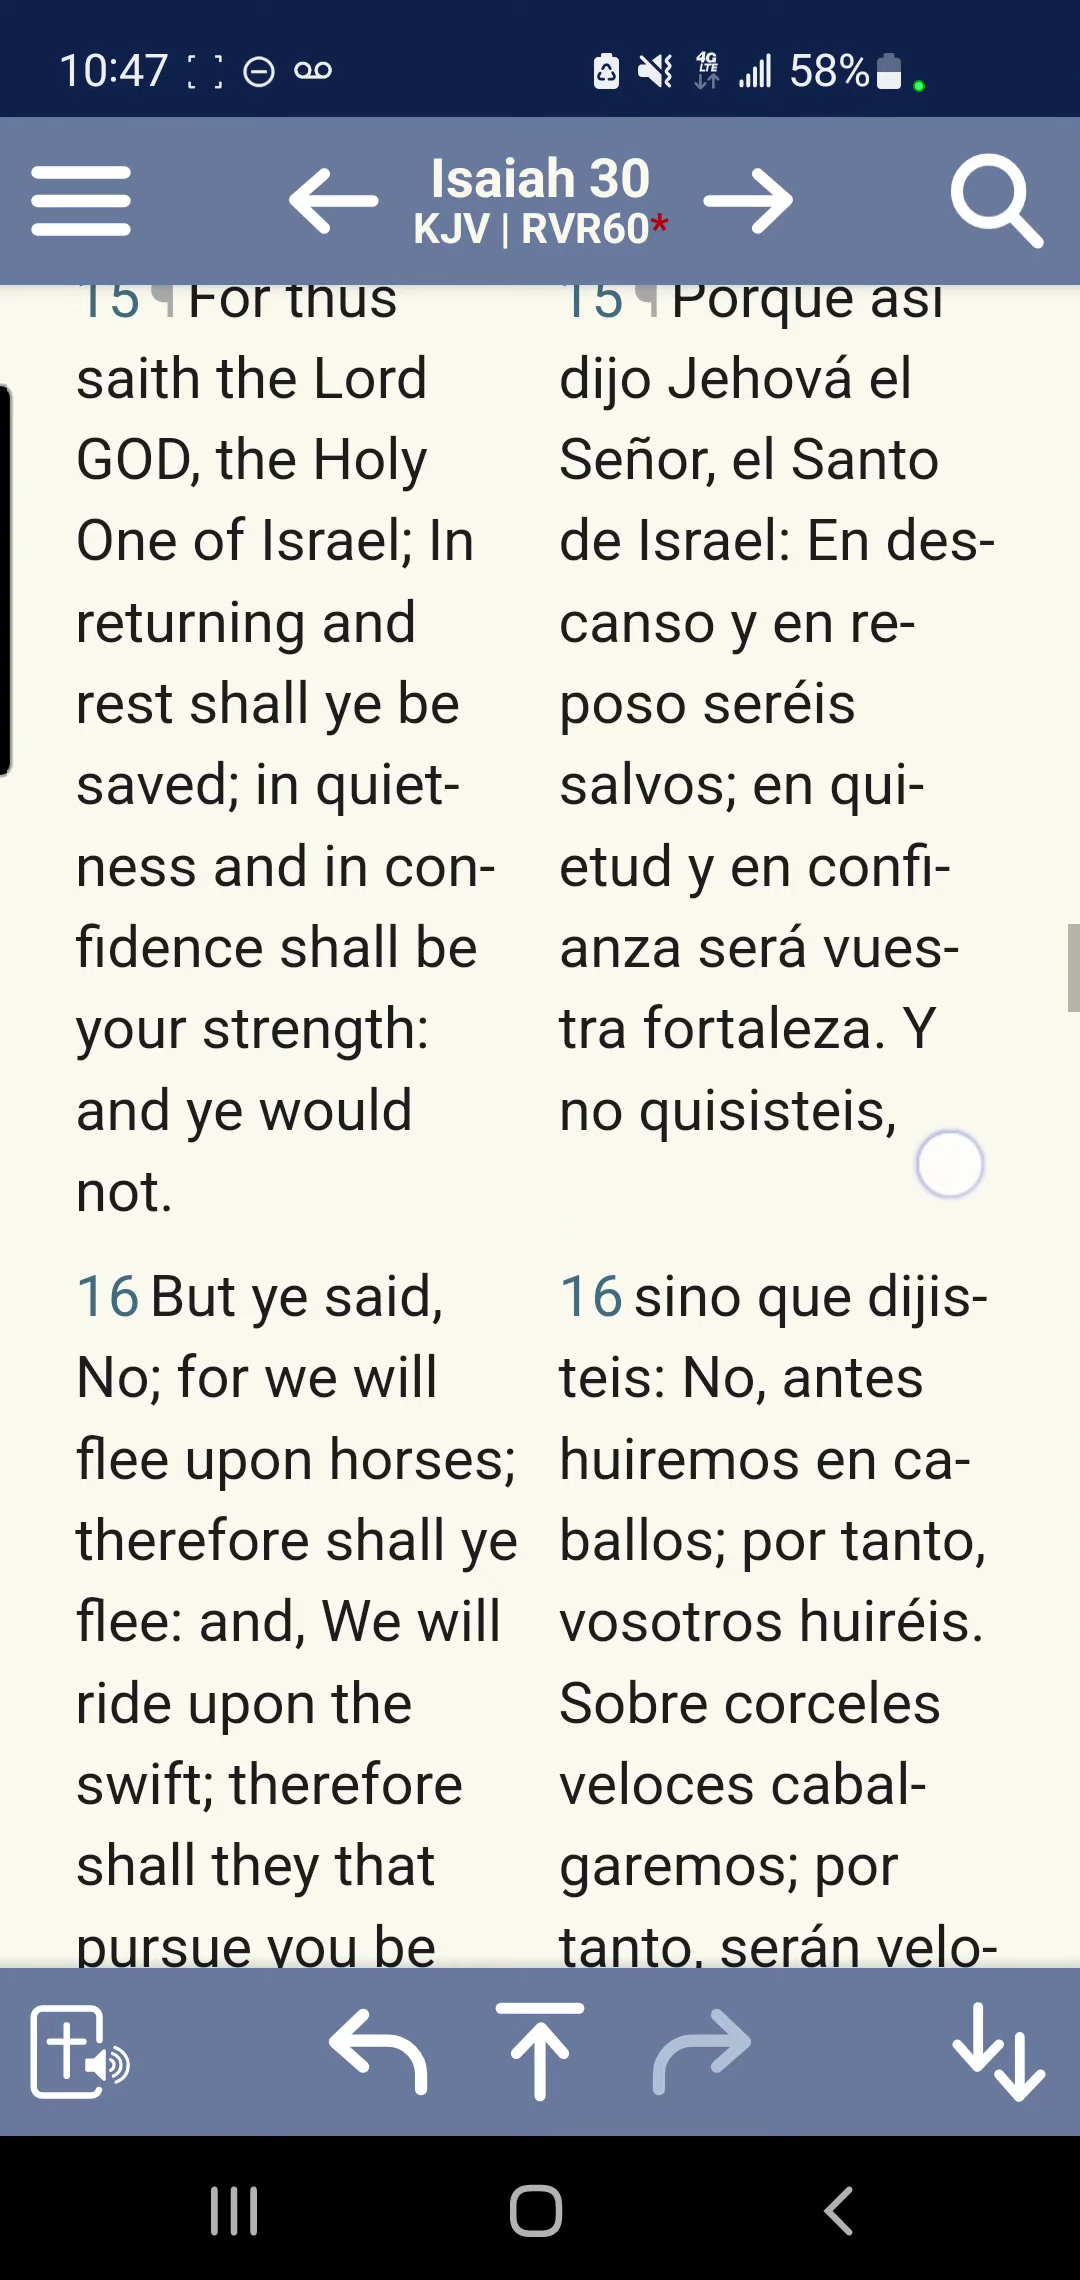 10:47
4G LTE 58%
Isaiah 30
KJV | RVR60*
15 ¶ For thus
saith the Lord
GOD, the Holy
One of Israel; In
returning and
rest shall ye be
saved; in quiet-
ness and in con-
fidence shall be
your strength:
and ye would
not.
16 But ye said,
No; for we will
flee upon horses;
therefore shall ye
flee: and, We will
ride upon the
swift; therefore
shall they that
pursue you be
15 ¶ Porque así
dijo Jehová el
Señor, el Santo
de Israel: En des-
canso y en re-
poso seréis
salvos; en qui-
etud y en confi-
anza será vues-
tra fortaleza. Y
no quisisteis,
16 sino que dijis-
teis: No, antes
huiremos en ca-
ballos; por tanto,
vosotros huiréis.
Sobre corceles
veloces cabal-
garemos; por
tanto, serán velo-